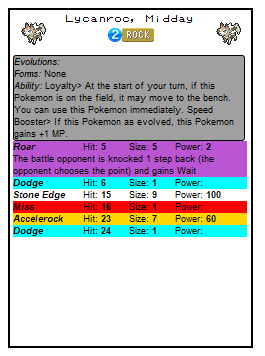 Lycanroc, Midday
2 ROCK
Evolutions:
Forms: None
Ability: Loyalty> At the start of your turn, if this
Pokemon is on the field, it may move to the bench.
You can use this Pokemon immediately. Speed
Booster> If this Pokemon as evolved, this Pokemon
gains +1 MP.
Roar Hit: 5 Size: 5 Power: 2
The battle opponent is knocked 1 step back (the
opponent chooses the point) and gains Wait
Dodge Hit: 6 Size: 1 Power:
Stone Edge Hit: 15 Size: 9 Power: 100
Miss Hit: 16 Size: 1 Power:
Accelerock Hit: 23 Size: 7 Power: 60
Dodge Hit: 24 Size: 1 Power: